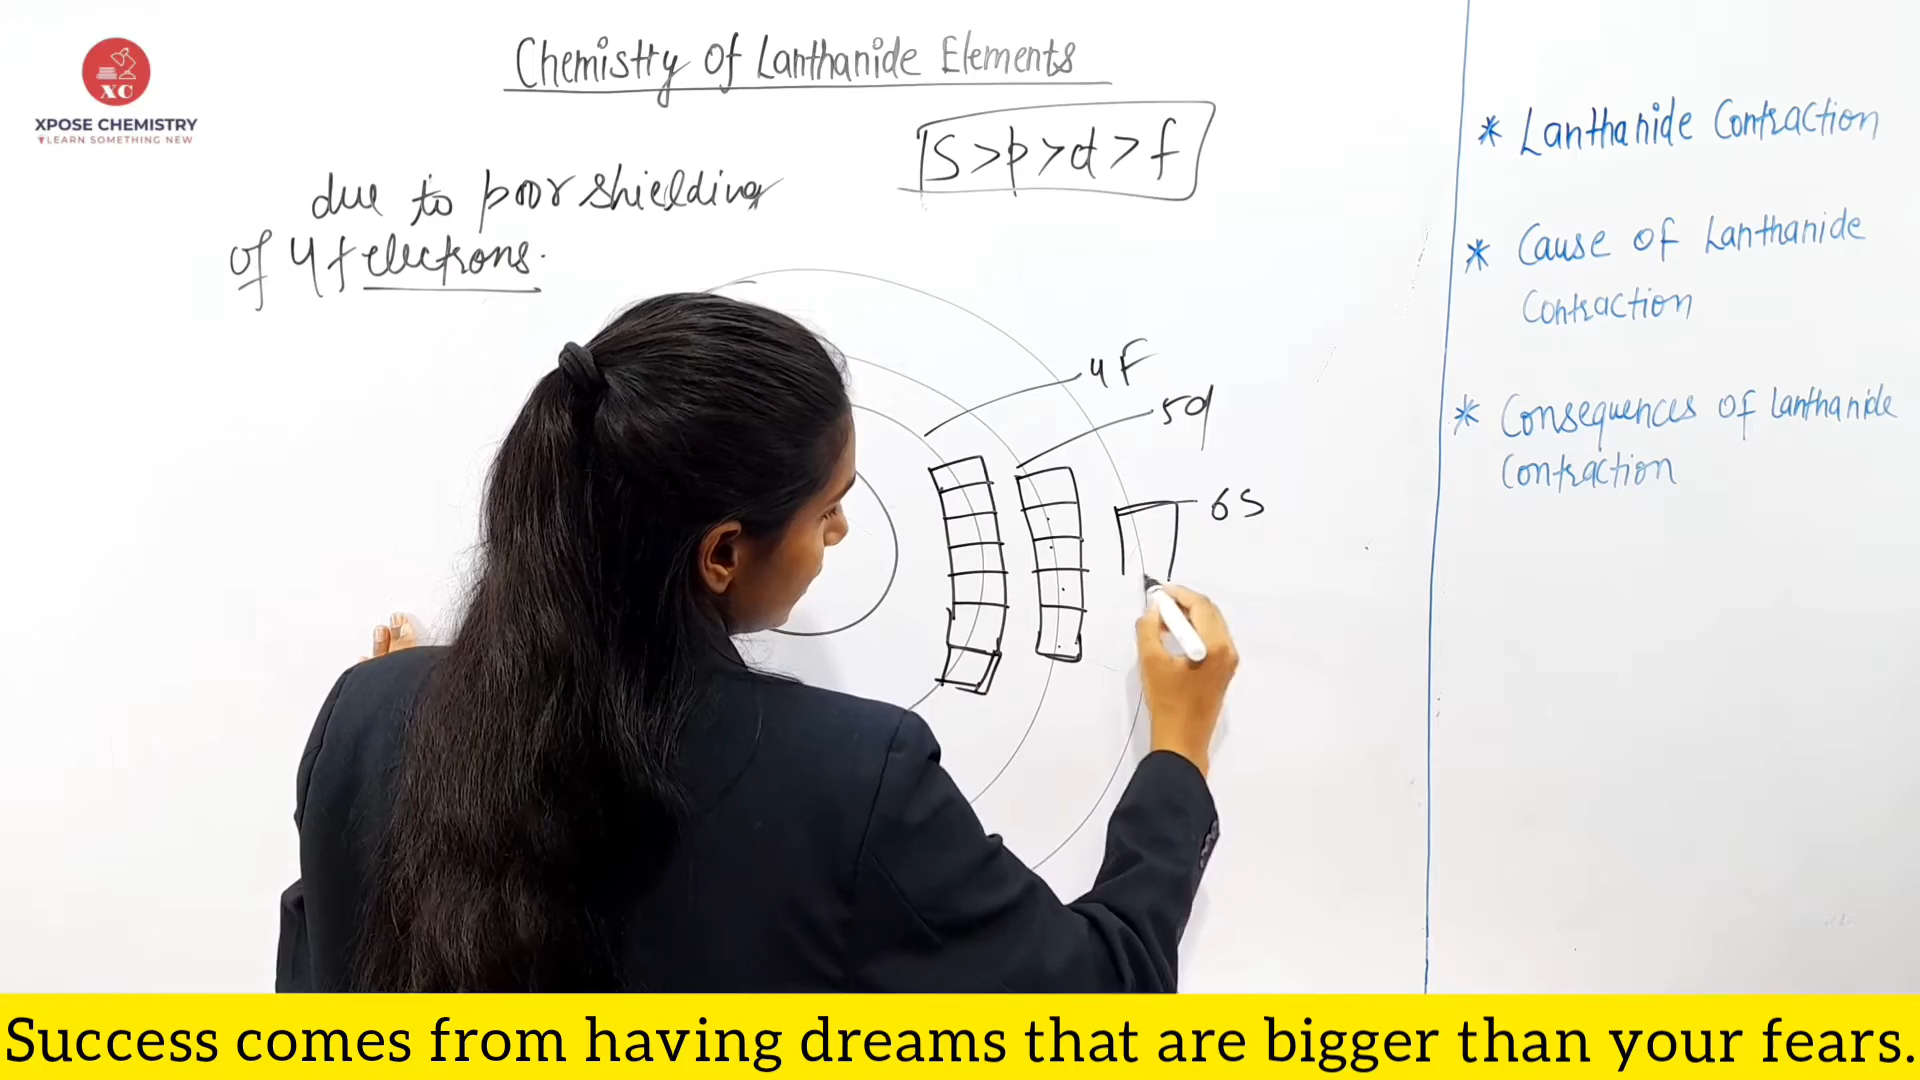 Chemistry Of Lanthanide Elements
XC
XPOSE CHEMISTRY
LEARN SOMETHING NEW
S > p > d > f
due to poor shielding
of 4f electrons.
4F
5d
6S
* Lanthanide Contraction
* Cause of Lanthanide
Contraction
* Consequences of Lanthanide
Contraction
Success comes from having dreams that are bigger than your fears.